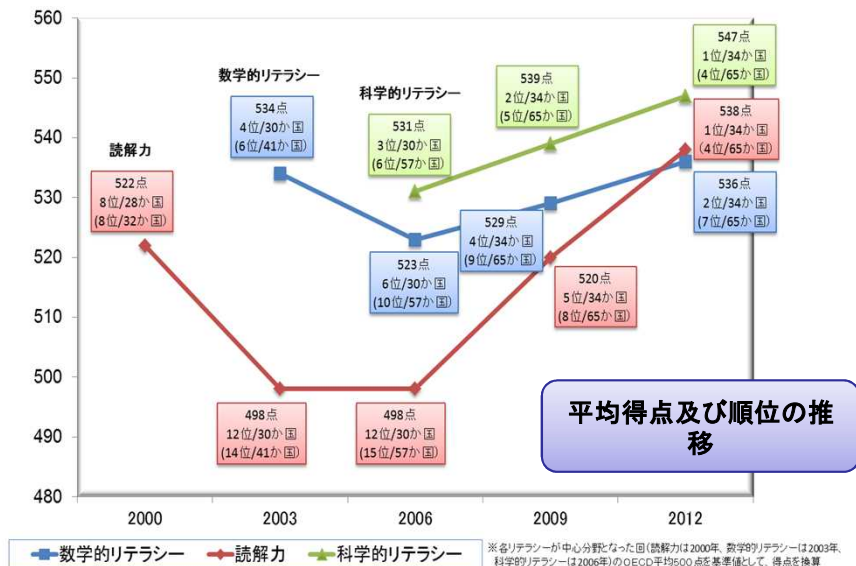 560
550
540
530
520
510
500
490
480
読解力
522点
8位/28か国
(8位/32か国)
数学的リテラシー
534点
4位/30か国
(6位/41か国)
科学的リテラシー
531点
3位/30か国
(6位/57か国)
539点
2位/34か国
(5位/65か国)
547点
1位/34か国
(4位/65か国)
538点
1位/34か国
(4位/65か国)
536点
2位/34か国
(7位/65か国)
529点
4位/34か国
(9位/65か国)
523点
6位/30か国
(10位/57か国)
520点
5位/34か国
(8位/65か国)
498点
12位/30か国
(14位/41か国)
498点
12位/30か国
(15位/57か国)
平均得点及び順位の推
移
2000 2003 2006 2009 2012
数学的リテラシー 読解力 科学的リテラシー
※各リテラシーが中心分野となった回(読解力は2000年、数学的リテラシーは2003年、
科学的リテラシーは2006年)のOECD平均500点を基準値として、得点を換算